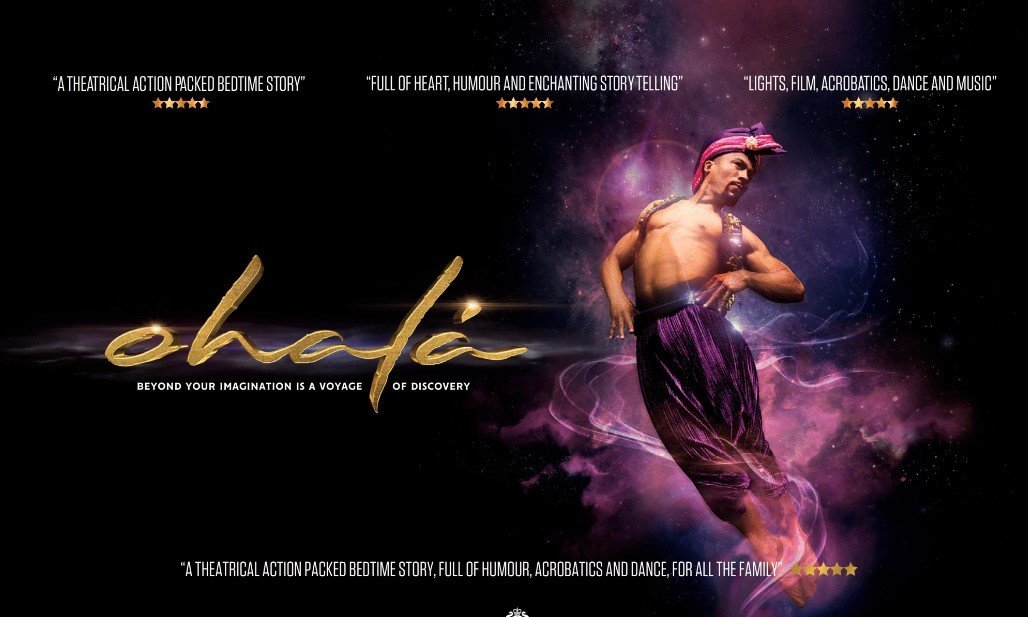 “A THEATRICAL ACTION PACKED BEDTIME STORY”
“FULL OF HEART, HUMOUR AND ENCHANTING STORY TELLING”
“LIGHTS, FILM, ACROBATICS, DANCE AND MUSIC”
ohalá
BEYOND YOUR IMAGINATION IS A VOYAGE OF DISCOVERY
“A THEATRICAL ACTION PACKED BEDTIME STORY, FULL OF HUMOUR, ACROBATICS AND DANCE, FOR ALL THE FAMILY”